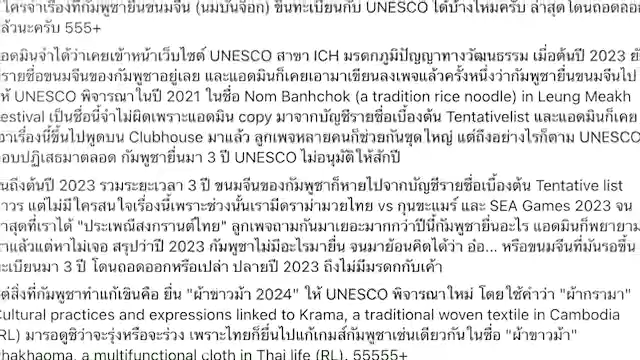 ใครจำเรื่องที่กัมพูชายื่นขนมจีน (นมบันจ๊อก) ขึ้นทะเบียนกับ UNESCO ได้บ้างไหมครับ ล่าสุดโดนถอดออก
แล้วนะครับ 555+
แอดมินจำได้ว่าเคยเข้าหน้าเว็บไซต์ UNESCO สาขา ICH มรดกภูมิปัญญาทางวัฒนธรรม เมื่อต้นปี 2023 ยัง
มีรายชื่อขนมจีนของกัมพูชาอยู่เลย และแอดมินก็เคยเอามาเขียนลงเพจแล้วครั้งหนึ่งว่ากัมพูชายื่นขนมจีนไป
ให้ UNESCO พิจารณาในปี 2021 ในชื่อ Nom Banhchok (a tradition rice noodle) in Leung Meakh
Festival เป็นชื่อนี้จำไม่ผิดเพราะแอดมิน copy มาจากบัญชีรายชื่อเบื้องต้น Tentativelist และแอดมินก็เคย
เอาเรื่องนี้ขึ้นไปพูดบน Clubhouse มาแล้ว ลูกเพจหลายคนก็ช่วยกันขุดใหญ่ แต่ถึงอย่างไรก็ตาม UNESCO
ตอบปฏิเสธมาตลอด กัมพูชายื่นมา 3 ปี UNESCO ไม่อนุมัติให้สักปี
จนถึงต้นปี 2023 รวมระยะเวลา 3 ปี ขนมจีนของกัมพูชาก็หายไปจากบัญชีรายชื่อเบื้องต้น Tentative list
ถาวร แต่ไม่มีใครสนใจเรื่องนี้เพราะช่วงนั้นเรามีดราม่ามวยไทย vs กุนขะแมร์ และ SEA Games 2023 จน
ล่าสุดที่เราได้ "ประเพณีสงกรานต์ไทย" ลูกเพจถามกันมาเยอะมากกว่าปีนี้กัมพูชายื่นอะไร แอดมินก็พยายาม
หาแล้วแต่หาไม่เจอ สรุปว่าปี 2023 กัมพูชาไม่มีอะไรมายื่น จนมาย้อนคิดได้ว่า อ๋อ... หรือขนมจีนที่มันรอขึ้น
ทะเบียนมา 3 ปี โดนถอดออกหรือเปล่า ปลายปี 2023 ถึงไม่มีมรดกกับเค้า
แต่สิ่งที่กัมพูชาทำแก้เขินคือ ยื่น "ผ้าขาวม้า 2024" ให้ UNESCO พิจารณาใหม่ โดยใช้คำว่า "ผ้ากรามา"
Cultural practices and expressions linked to Krama, a traditional woven textile in Cambodia
(RL) มารอดูซิว่าจะรุ่งหรือจะร่วง เพราะไทยก็ยื่นไปแก้เกมส์กัมพูชาเช่นเดียวกันในชื่อ "ผ้าขาวม้า"
Phakhaoma, a multifunctional cloth in Thai life (RL). 55555+